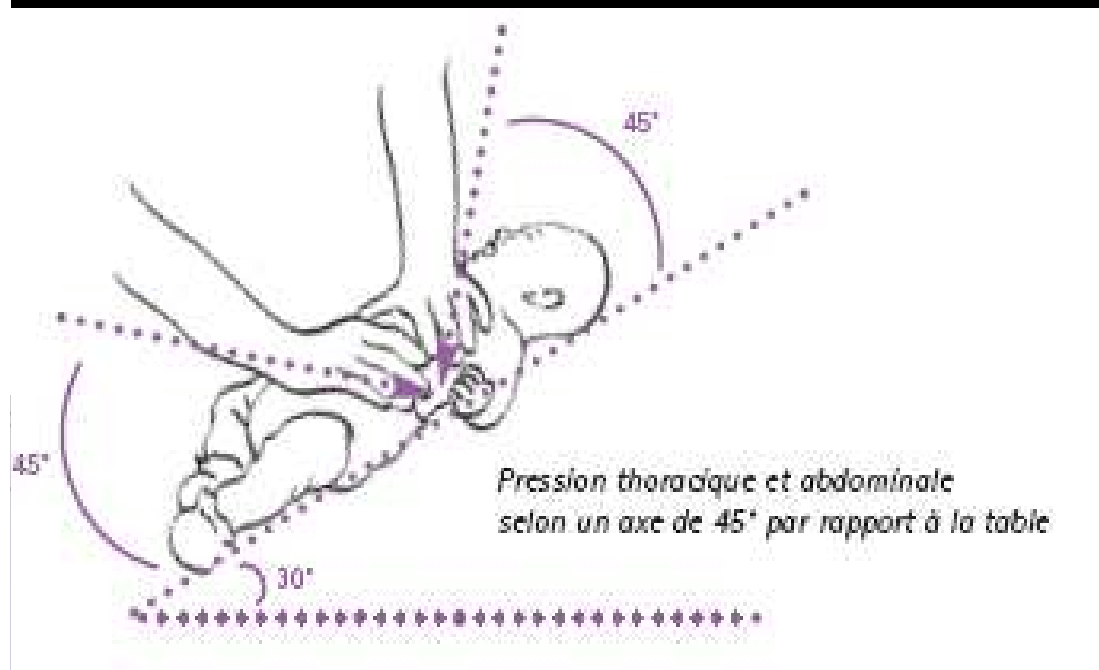 45°
45°
Pression thoracique et abdominale
selon un axe de 45° par rapport à la table
30°